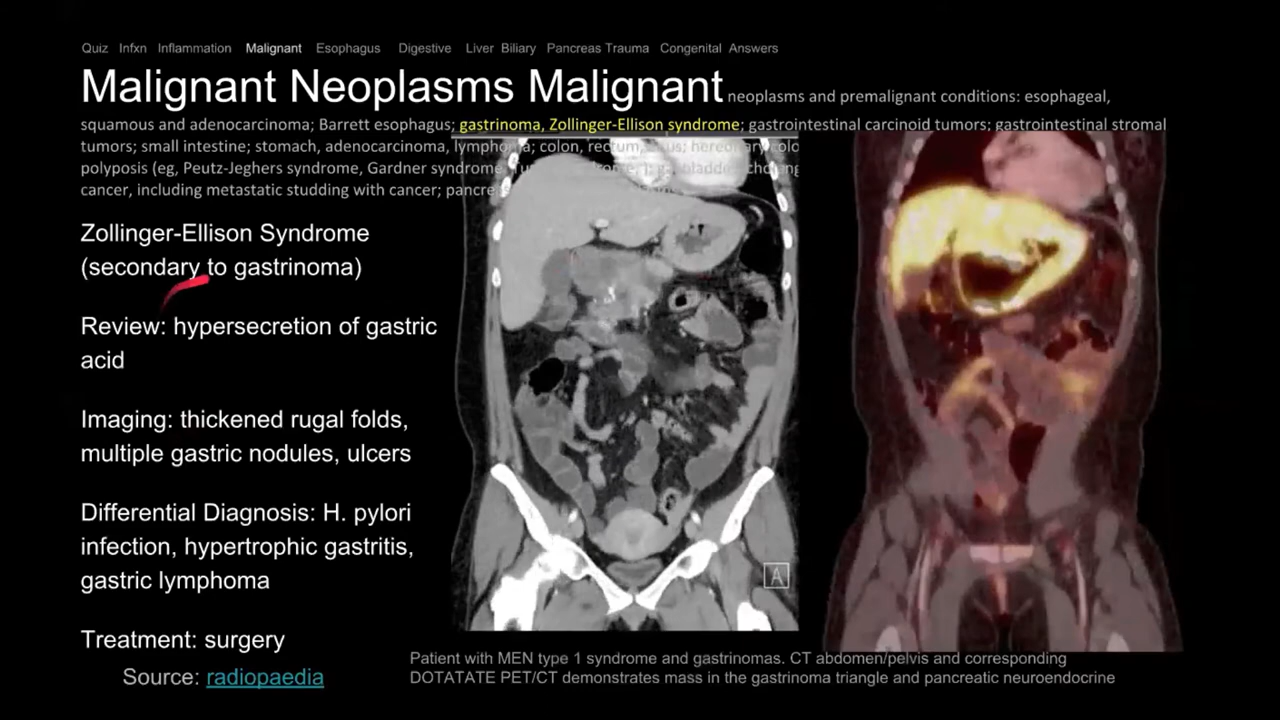 Quiz Infxn Inflammation Malignant Esophagus Digestive Liver Biliary Pancreas Trauma Congenital Answers
Malignant Neoplasms Malignant neoplasms and premalignant conditions: esophageal,
squamous and adenocarcinoma; Barrett esophagus; gastrinoma, Zollinger-Ellison syndrome; gastrointestinal carcinoid tumors; gastrointestinal stromal
tumors; small intestine; stomach, adenocarcinoma, lymphoma; colon, rectum,
polyposis (eg, Peutz-Jeghers syndrome, Gardner syndrome,
cancer, including metastatic studding with cancer;
Zollinger-Ellison Syndrome
(secondary to gastrinoma)
Review: hypersecretion of gastric
acid
Imaging: thickened rugal folds,
multiple gastric nodules, ulcers
Differential Diagnosis: H. pylori
infection, hypertrophic gastritis,
gastric lymphoma
Treatment: surgery
Source: radiopaedia
A
Patient with MEN type 1 syndrome and gastrinomas. CT abdomen/pelvis and corresponding
DOTATATE PET/CT demonstrates mass in the gastrinoma triangle and pancreatic neuroendocrine